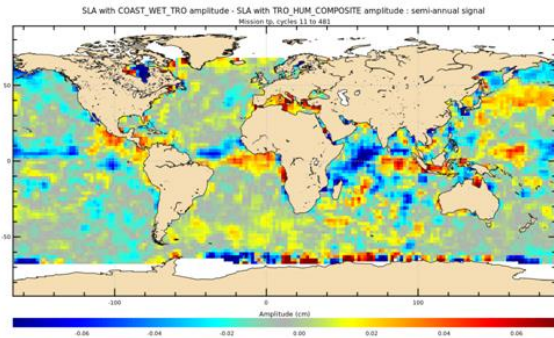 SLA with COAST_WET_TRO amplitude - SLA with TRO_HUM_COMPOSITE amplitude : semi-annual signal
Mission tp, cycles 11 to 481
50
0
-50
-100 0 100
Amplitude (cm)
-0.06 -0.04 -0.02 0.00 0.02 0.04 0.06